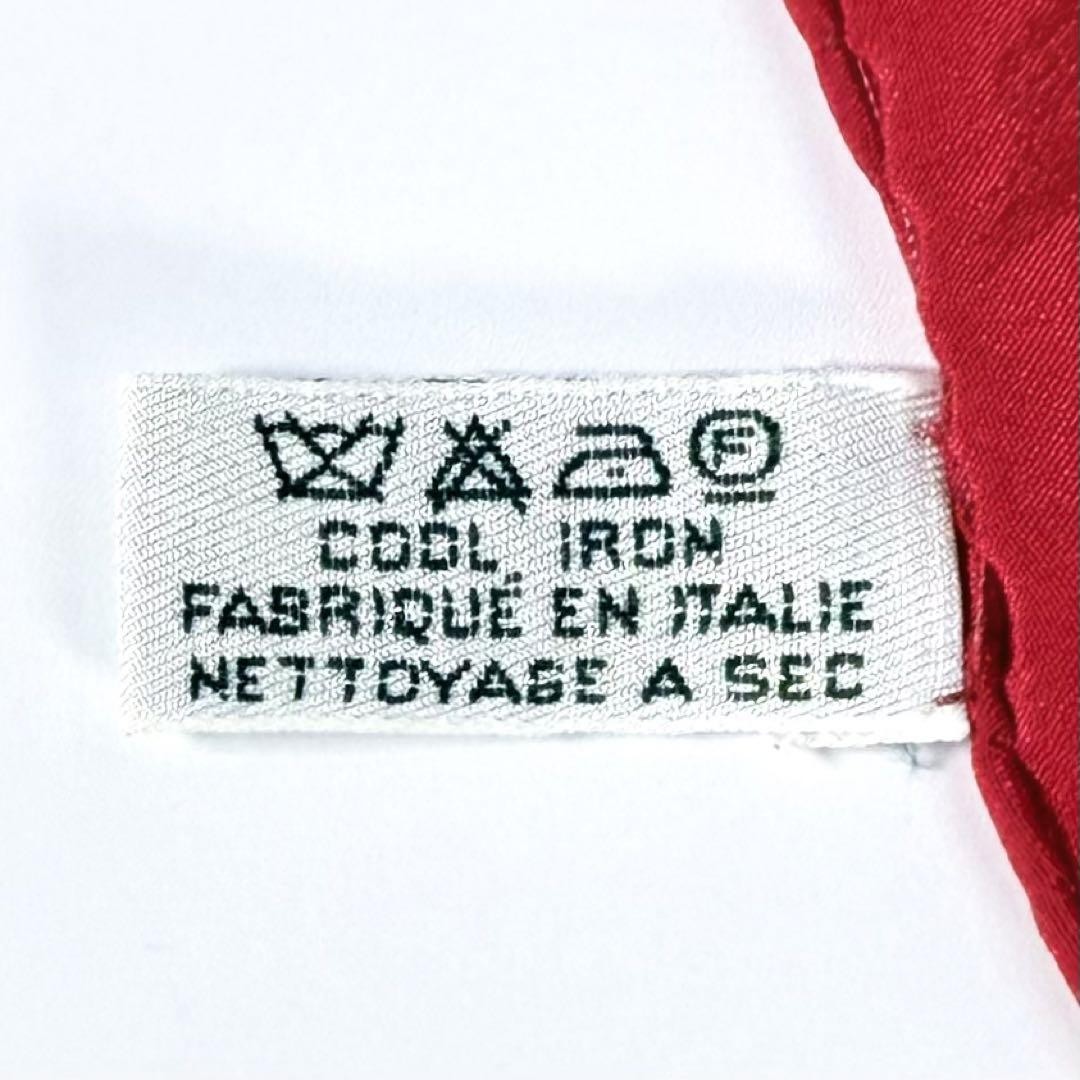 F
COOL IRON
FABRIQUÉ EN ITALIE
NETTOYAGE A SEC